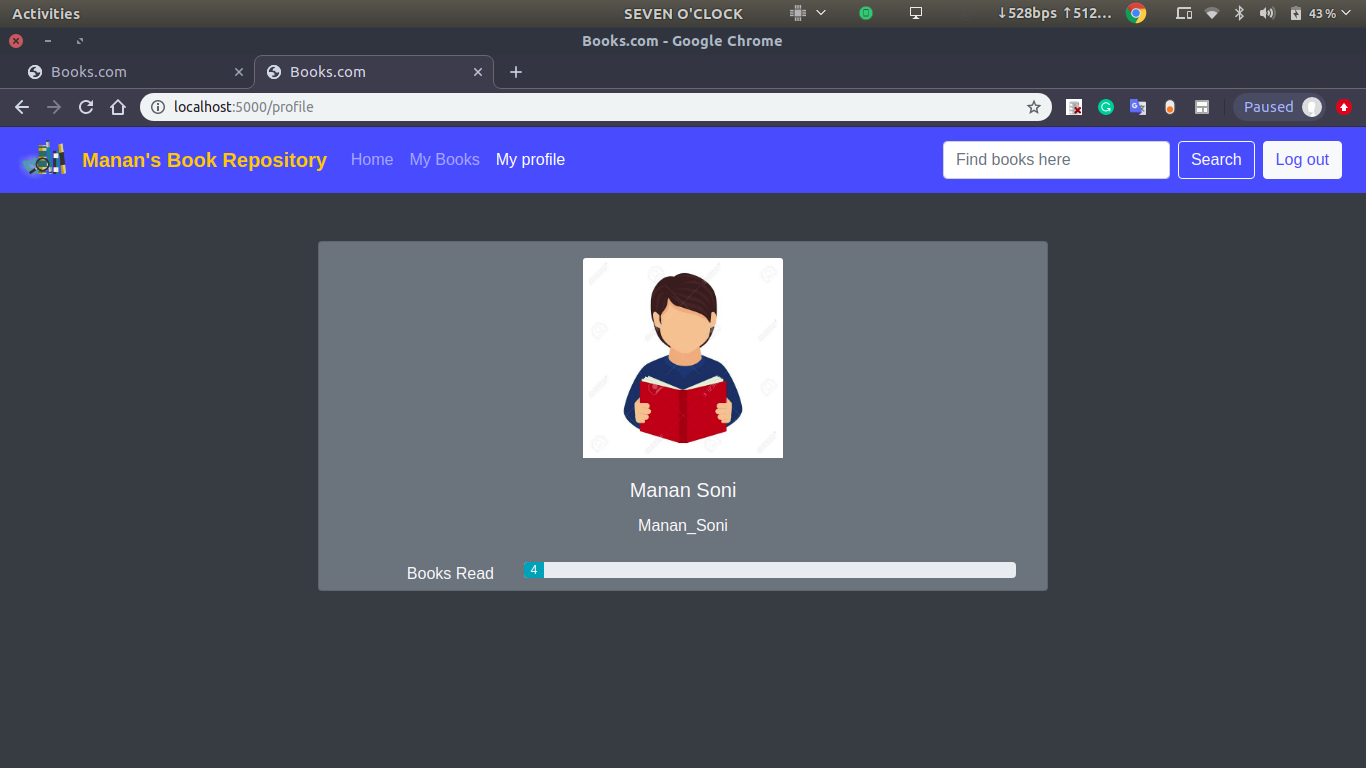 Activities SEVEN O'CLOCK ↓528bps ↑512... 43 %
Books.com - Google Chrome
Books.com Books.com
localhost:5000/profile Paused
Manan's Book Repository Home My Books My profile Find books here Search Log out
Manan Soni
Manan_Soni
Books Read 4